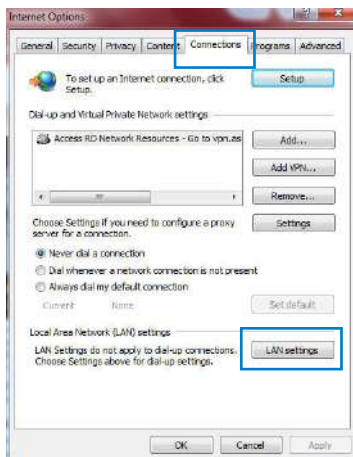 Internet Options
General Security Privacy Content Connections Programs Advanced
To set up an Internet connection, click
Setup.
Setup
Dial-up and Virtual Private Network settings
Access RD Network Resources - Go to vpn.as
Add...
Add VPN...
Remove...
Choose Settings if you need to configure a proxy
server for a connection.
Settings
Never dial a connection
Dial whenever a network connection is not present
Always dial my default connection
Current None
Set default
Local Area Network (LAN) settings
LAN Settings do not apply to dial-up connections.
Choose Settings above for dial-up settings.
LAN settings
OK Cancel Apply